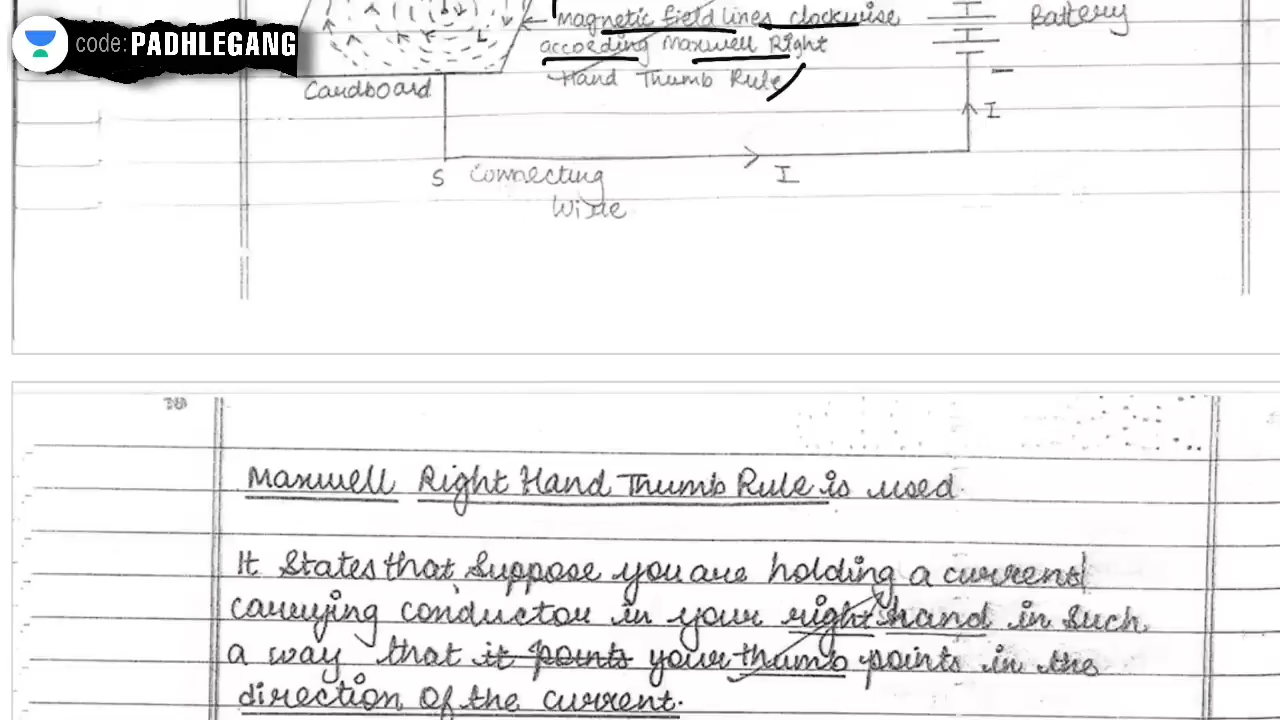 code: PADHLEGANG
L
magnetic field lines clockwise
according Maxwell Right
Hand Thumb Rule
Battery
Cardboard
I
S Connecting
Wire
I
Maxwell Right Hand Thumb Rule is used.
It states that, suppose you are holding a current
carrying conductor in your right hand in such
a way that it points your thumb points in the
direction of the current.